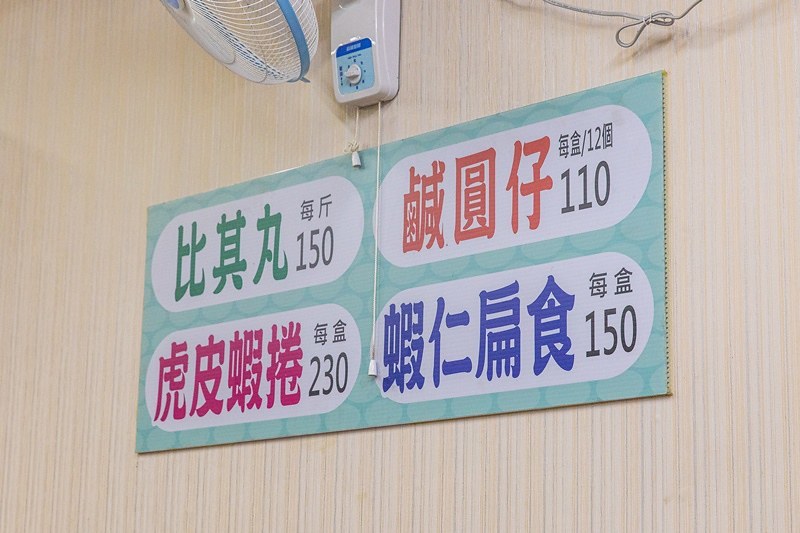 比其丸 每斤 150
鹹圓仔 每盒/12個 110
虎皮蝦捲 每盒 230
蝦仁扁食 每盒 150